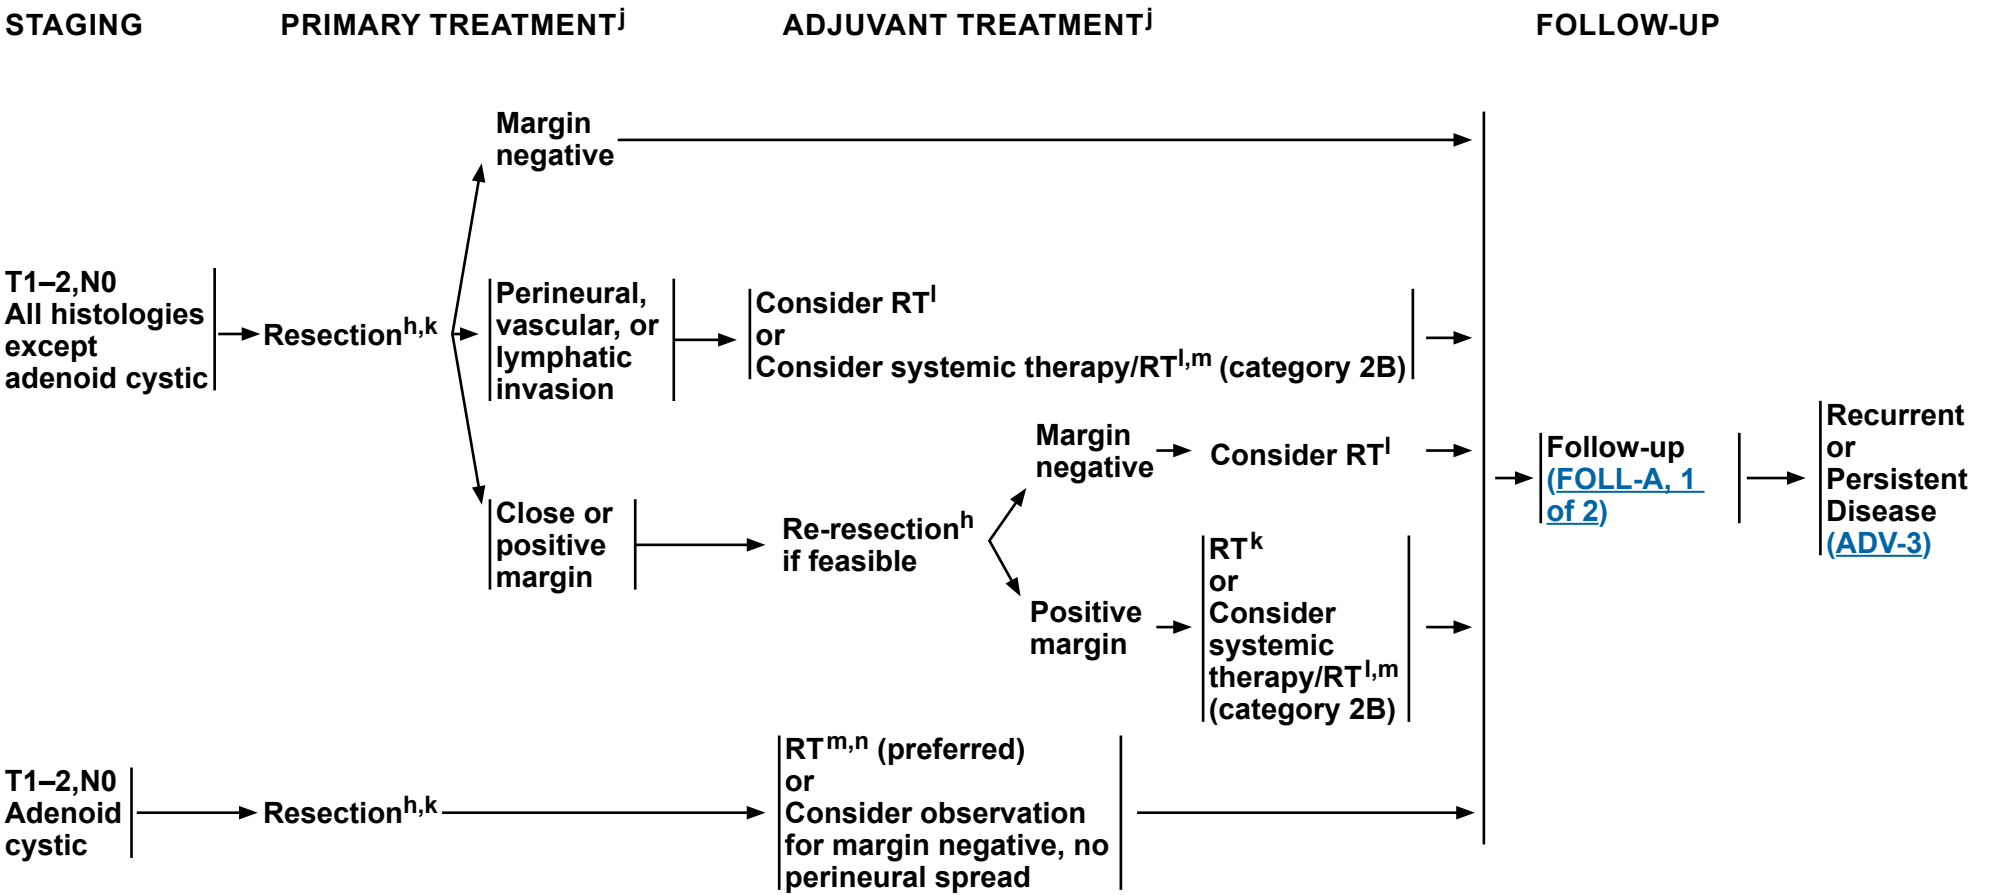 STAGING
PRIMARY TREATMENTj
ADJUVANT TREATMENTj
FOLLOW-UP
T1–2,N0
All histologies
except
adenoid cystic
Resectionh,k
Margin
negative
Perineural,
vascular, or
lymphatic
invasion
Consider RTl
or
Consider systemic therapy/RTl,m (category 2B)
Close or
positive
margin
Re-resectionh
if feasible
Margin
negative
Consider RTl
Positive
margin
RTk
or
Consider
systemic
therapy/RTl,m
(category 2B)
T1–2,N0
Adenoid
cystic
Resectionh,k
RTm,n (preferred)
or
Consider observation
for margin negative, no
perineural spread
Follow-up
(FOLL-A, 1
of 2)
Recurrent
or
Persistent
Disease
(ADV-3)